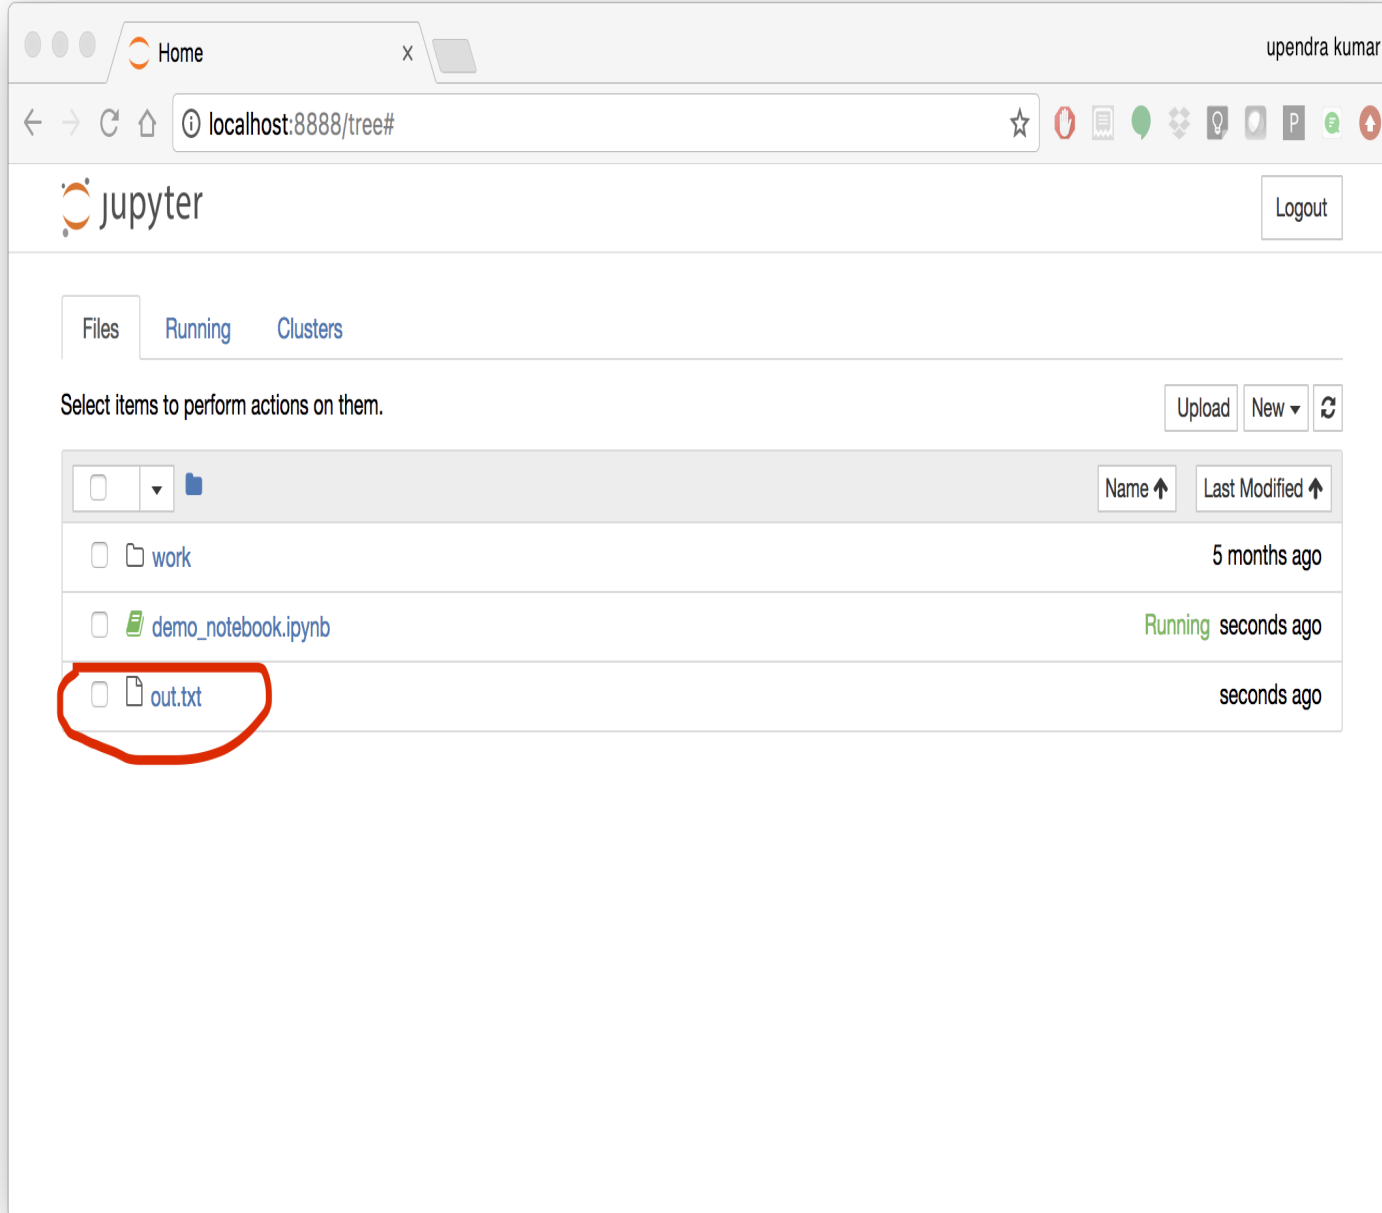 Home
upendra kumar
localhost:8888/tree#
P
jupyter
Logout
Files Running Clusters
Select items to perform actions on them.
Upload New
Name Last Modified
work 5 months ago
demo_notebook.ipynb Running seconds ago
out.txt seconds ago